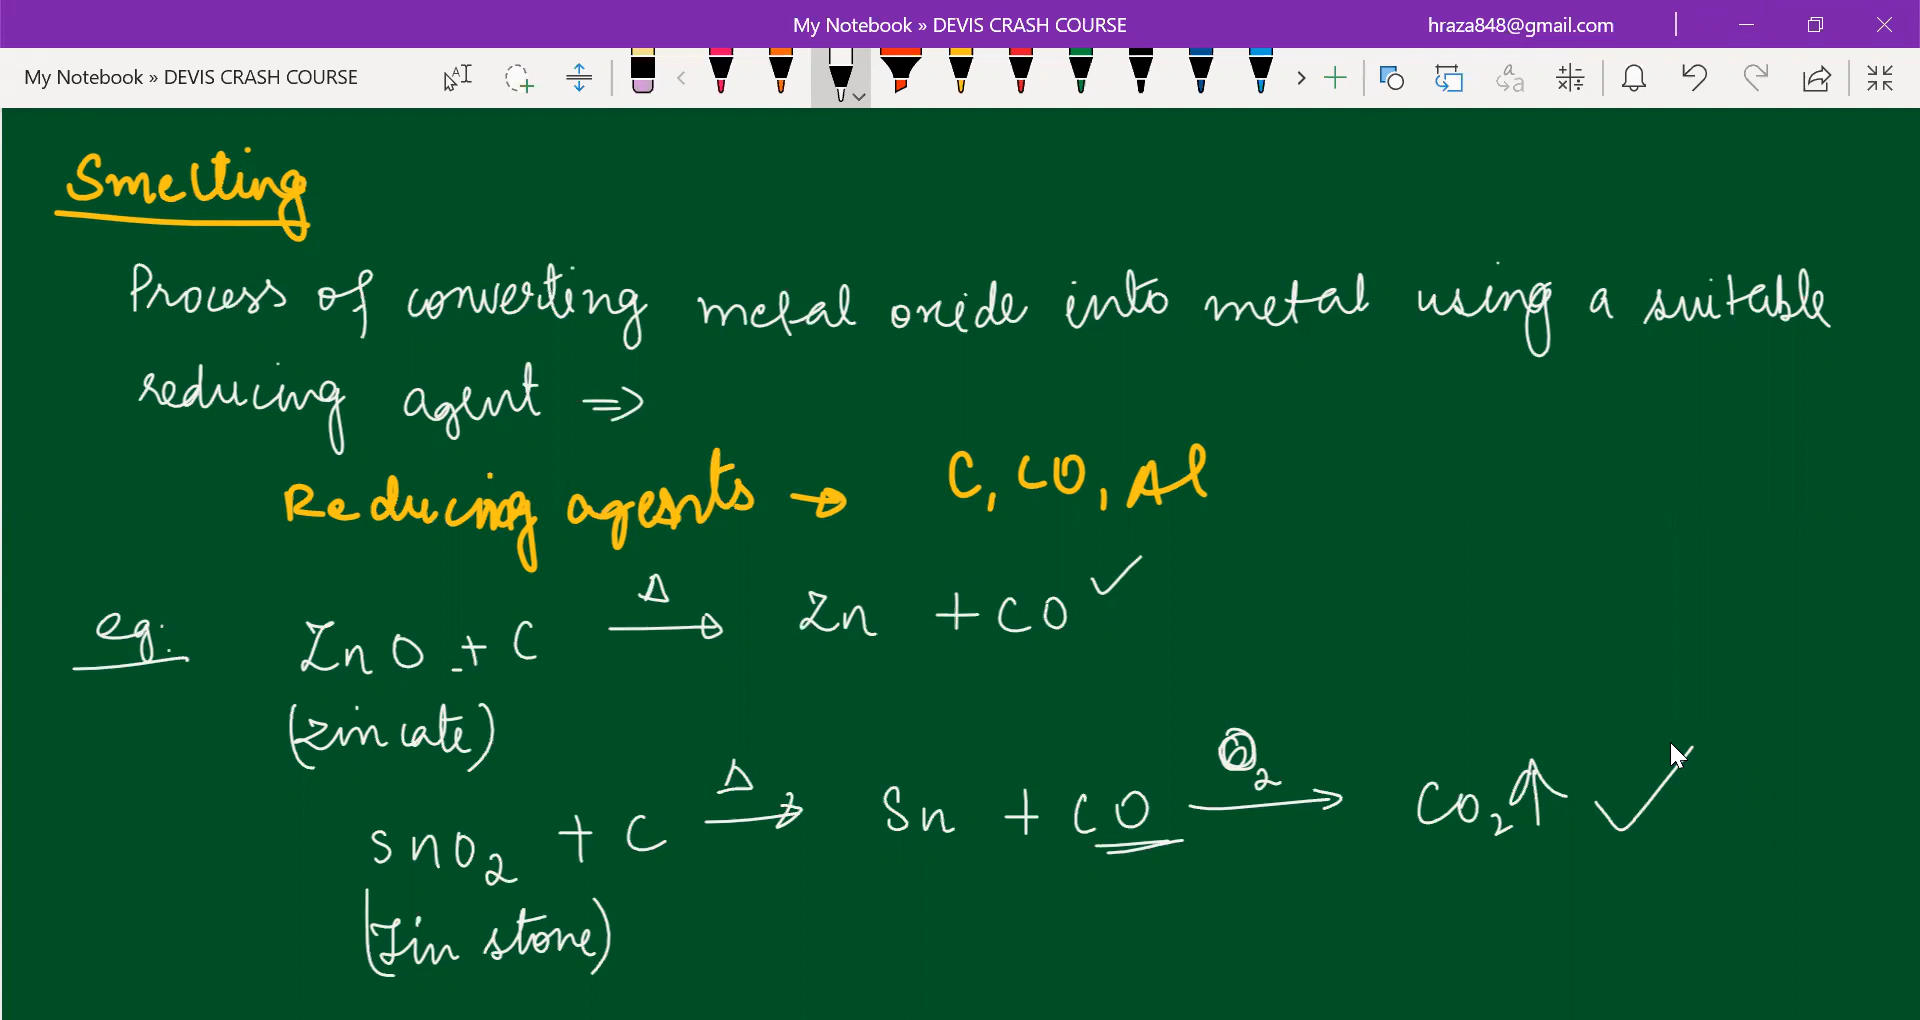 My Notebook » DEVIS CRASH COURSE
hraza848@gmail.com
My Notebook » DEVIS CRASH COURSE
Smelting
Process of converting metal oxide into metal using a suitable
reducing agent ⇒
Reducing agents → C, CO, Al
eg. ZnO + C —Δ→ Zn + CO ✓
(zincate)
SnO₂ + C —Δ→ Sn + CO —O₂→ CO₂↑ ✓
(Tin stone)